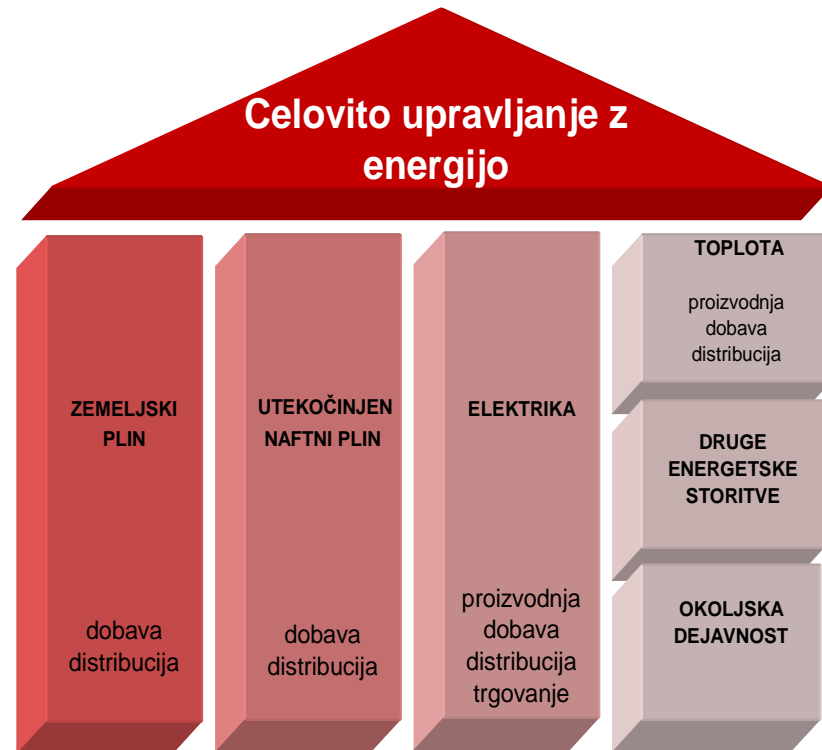 Celovito upravljanje z
energijo
ZEMELJSKI
PLIN
dobava
distribucija
UTEKOČINJEN
NAFTNI PLIN
dobava
distribucija
ELEKTRIKA
proizvodnja
dobava
distribucija
trgovanje
TOPLOTA
proizvodnja
dobava
distribucija
DRUGE
ENERGETSKE
STORITVE
OKOLJSKA
DEJAVNOST